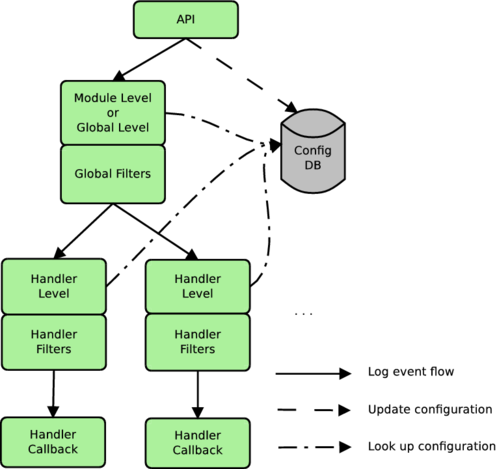 API
Module Level
or
Global Level
Global Filters
Config
DB
Handler
Level
Handler
Level
Handler
Filters
Handler
Filters
...
Handler
Callback
Handler
Callback
Log event flow
Update configuration
Look up configuration